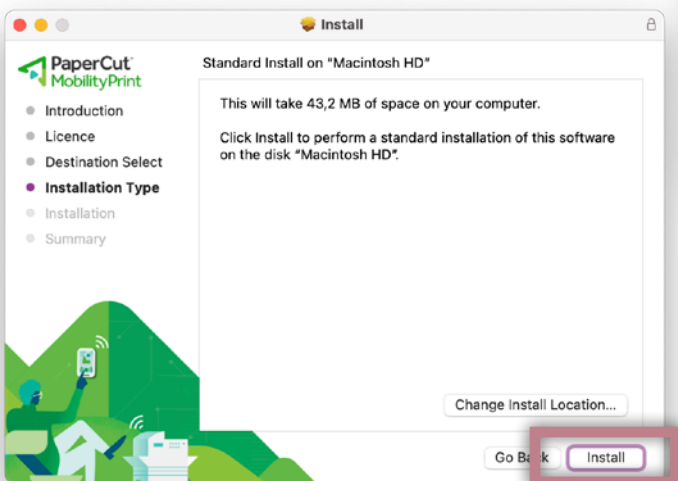 Install
PaperCut
MobilityPrint
Standard Install on "Macintosh HD"
Introduction
Licence
Destination Select
Installation Type
Installation
Summary
This will take 43,2 MB of space on your computer.
Click Install to perform a standard installation of this software
on the disk "Macintosh HD".
Change Install Location...
Go Back
Install